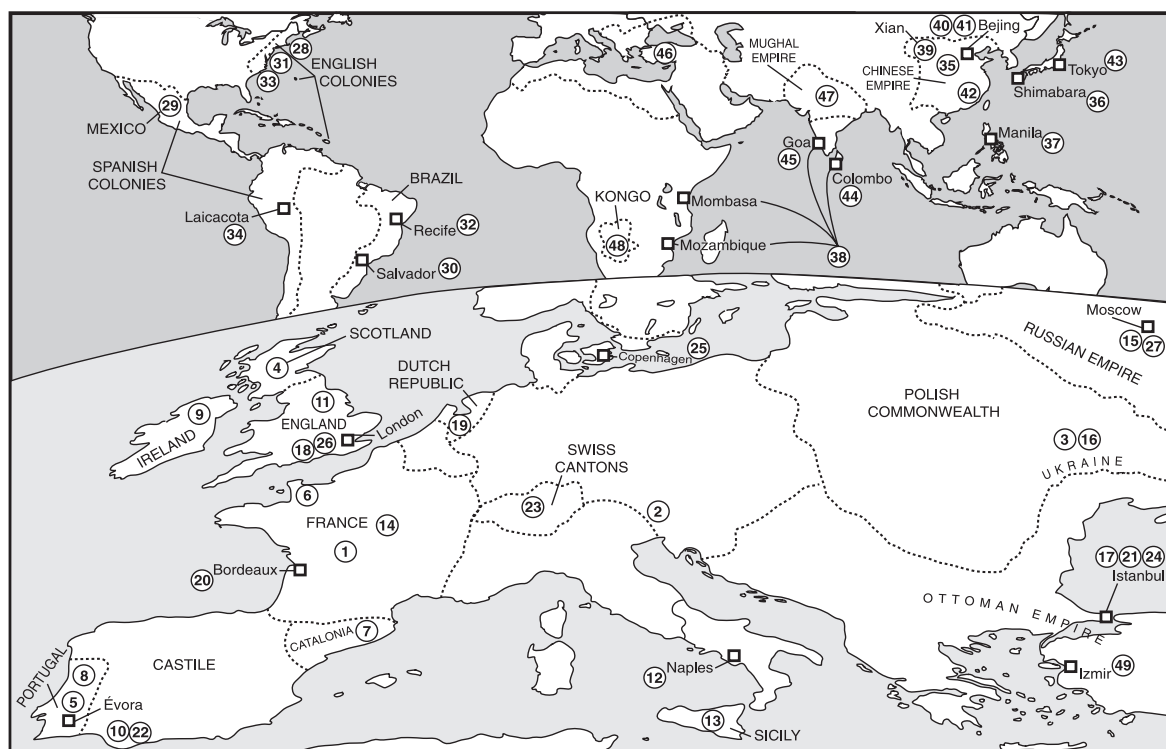 Xian
40 41 Bejing
28
46
MUGHAL
EMPIRE
39
31
ENGLISH
COLONIES
35
43
Tokyo
33
CHINESE
EMPIRE
29
47
42
Shimabara
36
MEXICO
SPANISH
COLONIES
Goa
45
Manila
37
BRAZIL
Colombo
44
KONGO
Mombasa
Laicacota
34
Recife 32
48
Mozambique
38
Salvador 30
Moscow
15 27
SCOTLAND
25
Copenhagen
RUSSIAN EMPIRE
4
DUTCH
REPUBLIC
POLISH
COMMONWEALTH
11
9
ENGLAND
London
19
IRELAND
18 26
3 16
UKRAINE
SWISS
CANTONS
6
23
2
FRANCE 14
1
17 21 24
Istanbul
20
Bordeaux
OTTOMAN EMPIRE
CATALONIA 7
CASTILE
PORTUGAL
8
12
Naples
Izmir 49
5
Évora
10 22
13
SICILY